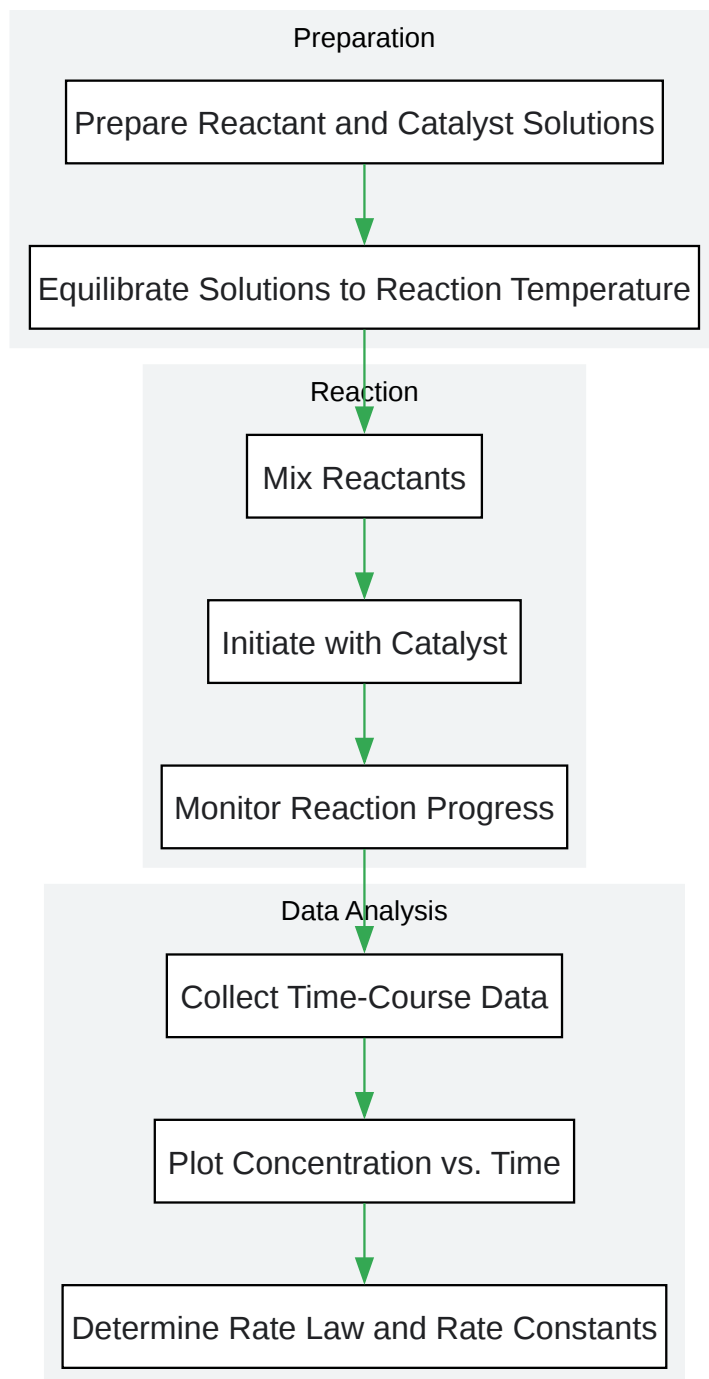 Preparation
Prepare Reactant and Catalyst Solutions
Equilibrate Solutions to Reaction Temperature
Reaction
Mix Reactants
Initiate with Catalyst
Monitor Reaction Progress
Data Analysis
Collect Time-Course Data
Plot Concentration vs. Time
Determine Rate Law and Rate Constants